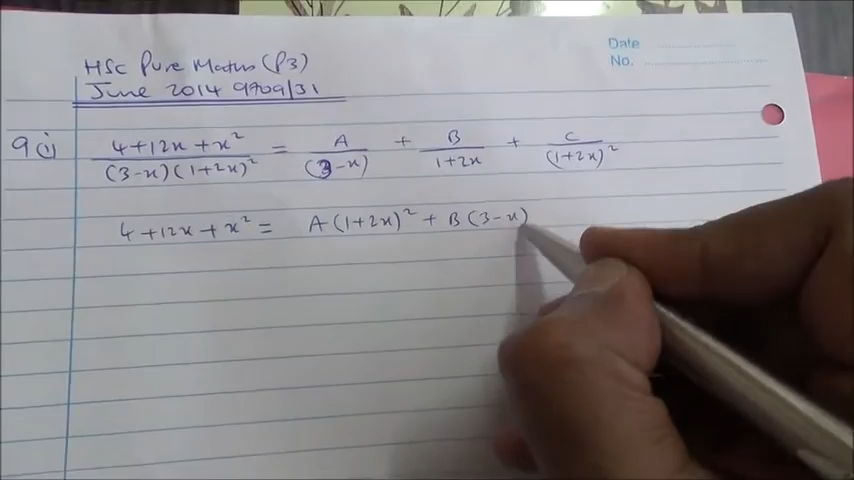 HSC Pure Maths (P3)
June 2014 9709/31
Date
No.
9(i) (4+12x+x²)/((3-x)(1+2x)²) = A/(3-x) + B/(1+2x) + C/(1+2x)²
4+12x+x² = A(1+2x)² + B(3-x)